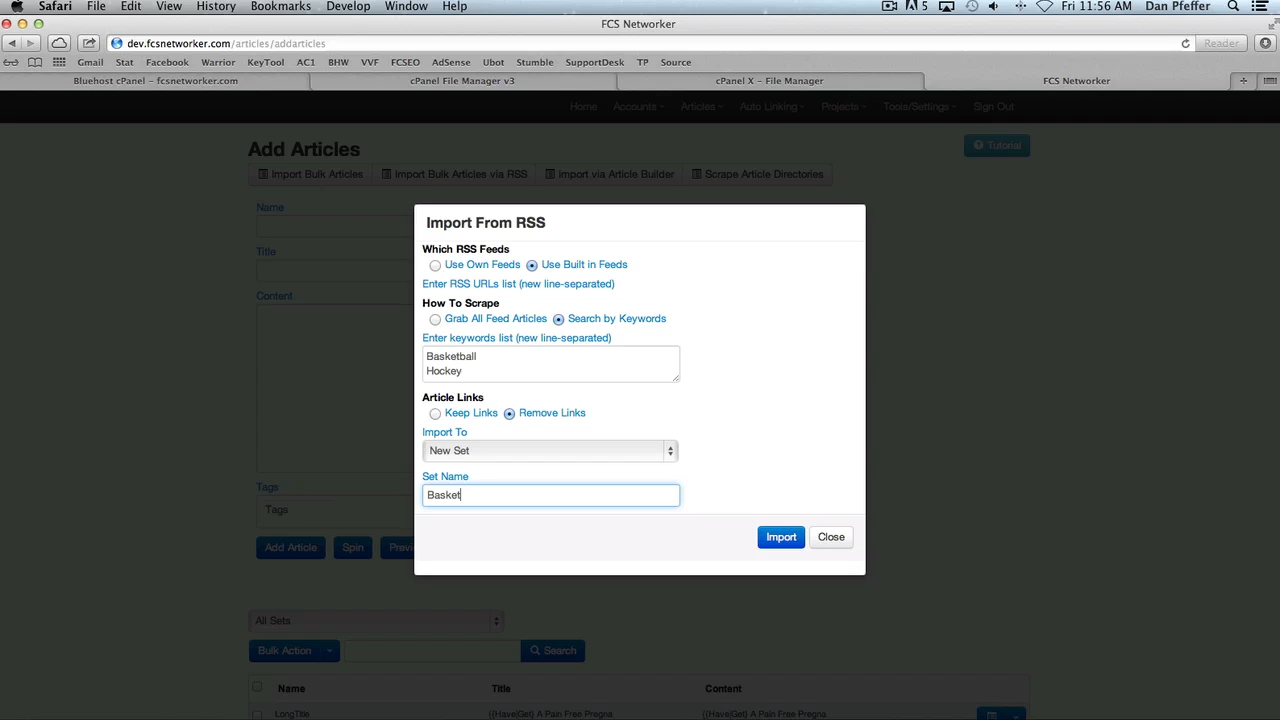 Safari File Edit View History Bookmarks Develop Window Help 5 Fri 11:56 AM Dan Pfeffer
FCS Networker
dev.fcsnetworker.com/articles/addarticles Reader
Gmail Stat Facebook Warrior KeyTool AC1 BHW VVF FCSEO AdSense Ubot Stumble SupportDesk TP Source
Bluehost cPanel - fcsnetworker.com cPanel File Manager v3 cPanel X - File Manager FCS Networker
Home Accounts Articles Auto Linking Projects Tools/Settings Sign Out
Add Articles Tutorial
Import Bulk Articles Import Bulk Articles via RSS Import via Article Builder Scrape Article Directories
Name
Title
Content
Tags
Tags
Add Article Spin Previ
Import From RSS
Which RSS Feeds
Use Own Feeds Use Built in Feeds
Enter RSS URLs list (new line-separated)
How To Scrape
Grab All Feed Articles Search by Keywords
Enter keywords list (new line-separated)
Basketball
Hockey
Article Links
Keep Links Remove Links
Import To
New Set
Set Name
Basket
Import Close
All Sets
Bulk Action Search
Name Title Content
LongTitle {{Have|Get} A Pain Free Pregna {{Have|Get} A Pain Free Pregna